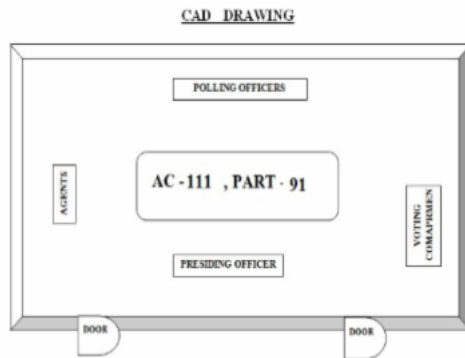 CAD DRAWING
POLLING OFFICERS
AGENTS
AC - 111 , PART - 91
VOTING
COMAPRMEN
PRESIDING OFFICER
DOOR
DOOR